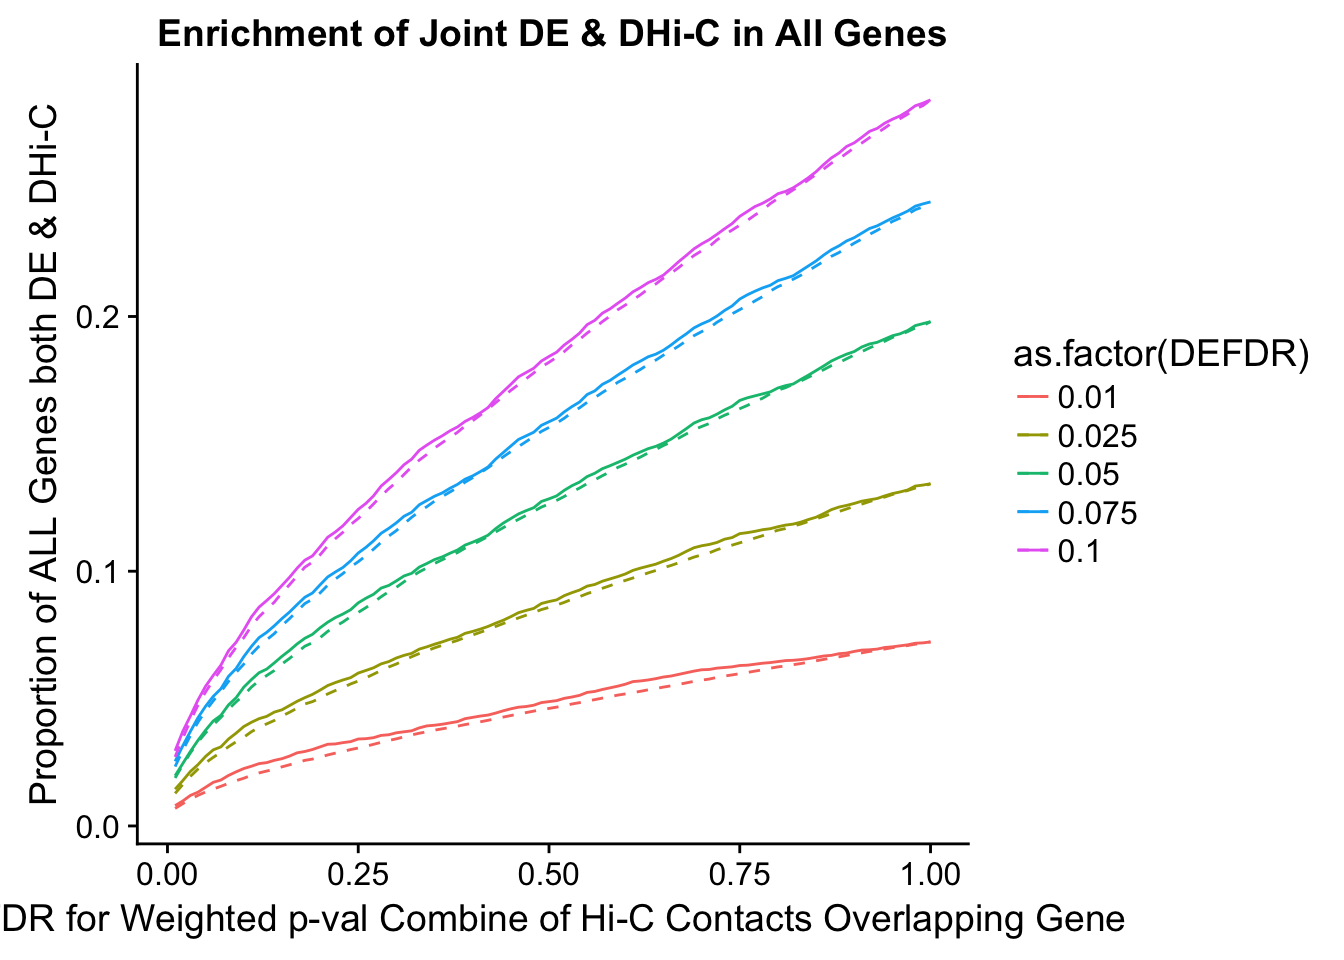 Enrichment of Joint DE & DHi-C in All Genes
Proportion of ALL Genes both DE & DHi-C
0.2
0.1
0.0
0.00 0.25 0.50 0.75 1.00
DR for Weighted p-val Combine of Hi-C Contacts Overlapping Gene
as.factor(DEFDR)
0.01
0.025
0.05
0.075
0.1